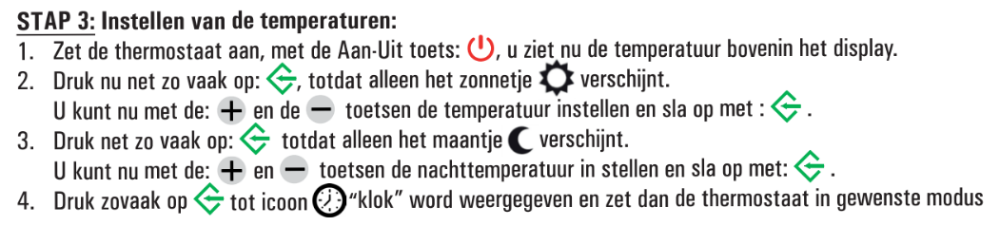 STAP 3: Instellen van de temperaturen:
1. Zet de thermostaat aan, met de Aan-Uit toets: , u ziet nu de temperatuur bovenin het display.
2. Druk nu net zo vaak op: , totdat alleen het zonnetje verschijnt.
U kunt nu met de: + en de − toetsen de temperatuur instellen en sla op met : .
3. Druk net zo vaak op: totdat alleen het maantje verschijnt.
U kunt nu met de: + en − toetsen de nachttemperatuur in stellen en sla op met: .
4. Druk zovaak op tot icoon "klok" word weergegeven en zet dan de thermostaat in gewenste modus